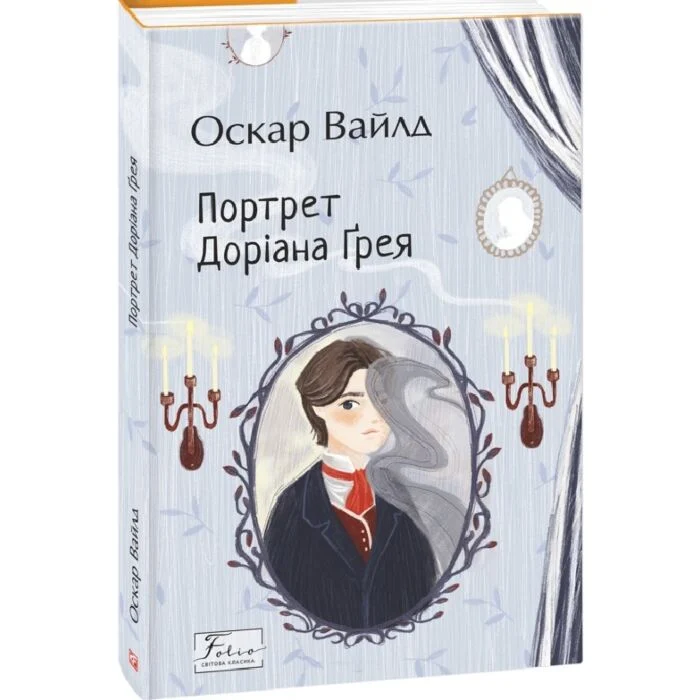 Оскар Вайлд
Портрет
Доріана Ґрея
Folio
СВІТОВА КЛАСИКА
Портрет Доріана Ґрея
Оскар Вайлд